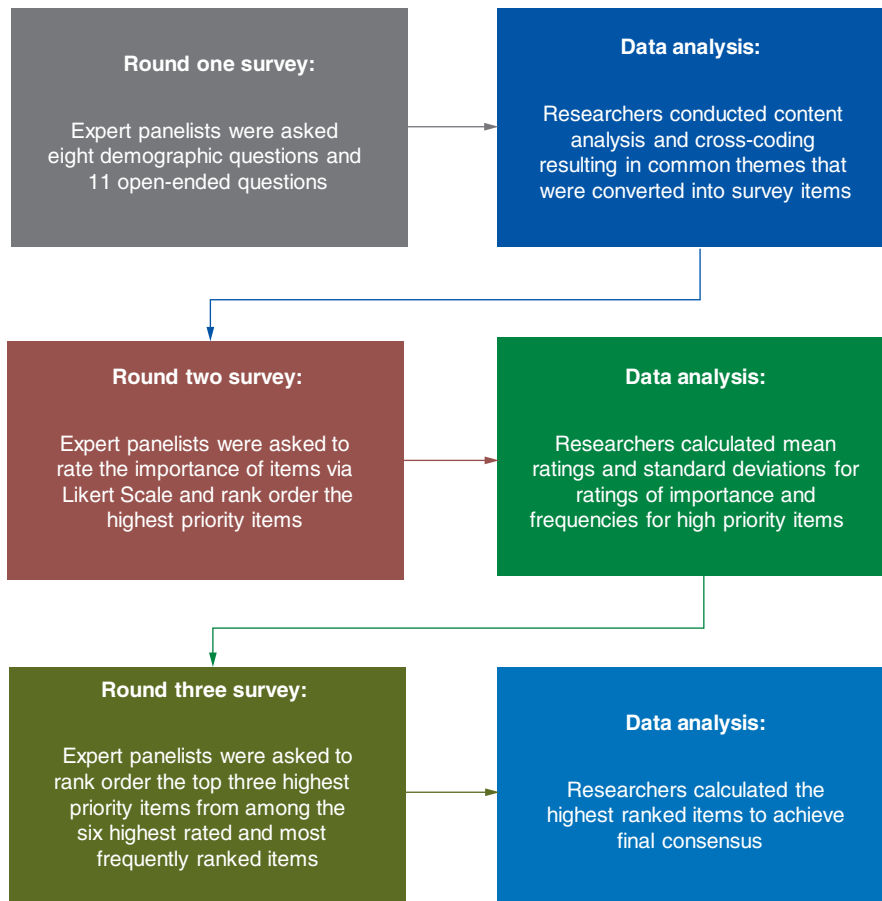 Round one survey:
Expert panelists were asked
eight demographic questions and
11 open-ended questions
Data analysis:
Researchers conducted content
analysis and cross-coding
resulting in common themes that
were converted into survey items
Round two survey:
Expert panelists were asked to
rate the importance of items via
Likert Scale and rank order the
highest priority items
Data analysis:
Researchers calculated mean
ratings and standard deviations for
ratings of importance and
frequencies for high priority items
Round three survey:
Expert panelists were asked to
rank order the top three highest
priority items from among the
six highest rated and most
frequently ranked items
Data analysis:
Researchers calculated the
highest ranked items to achieve
final consensus